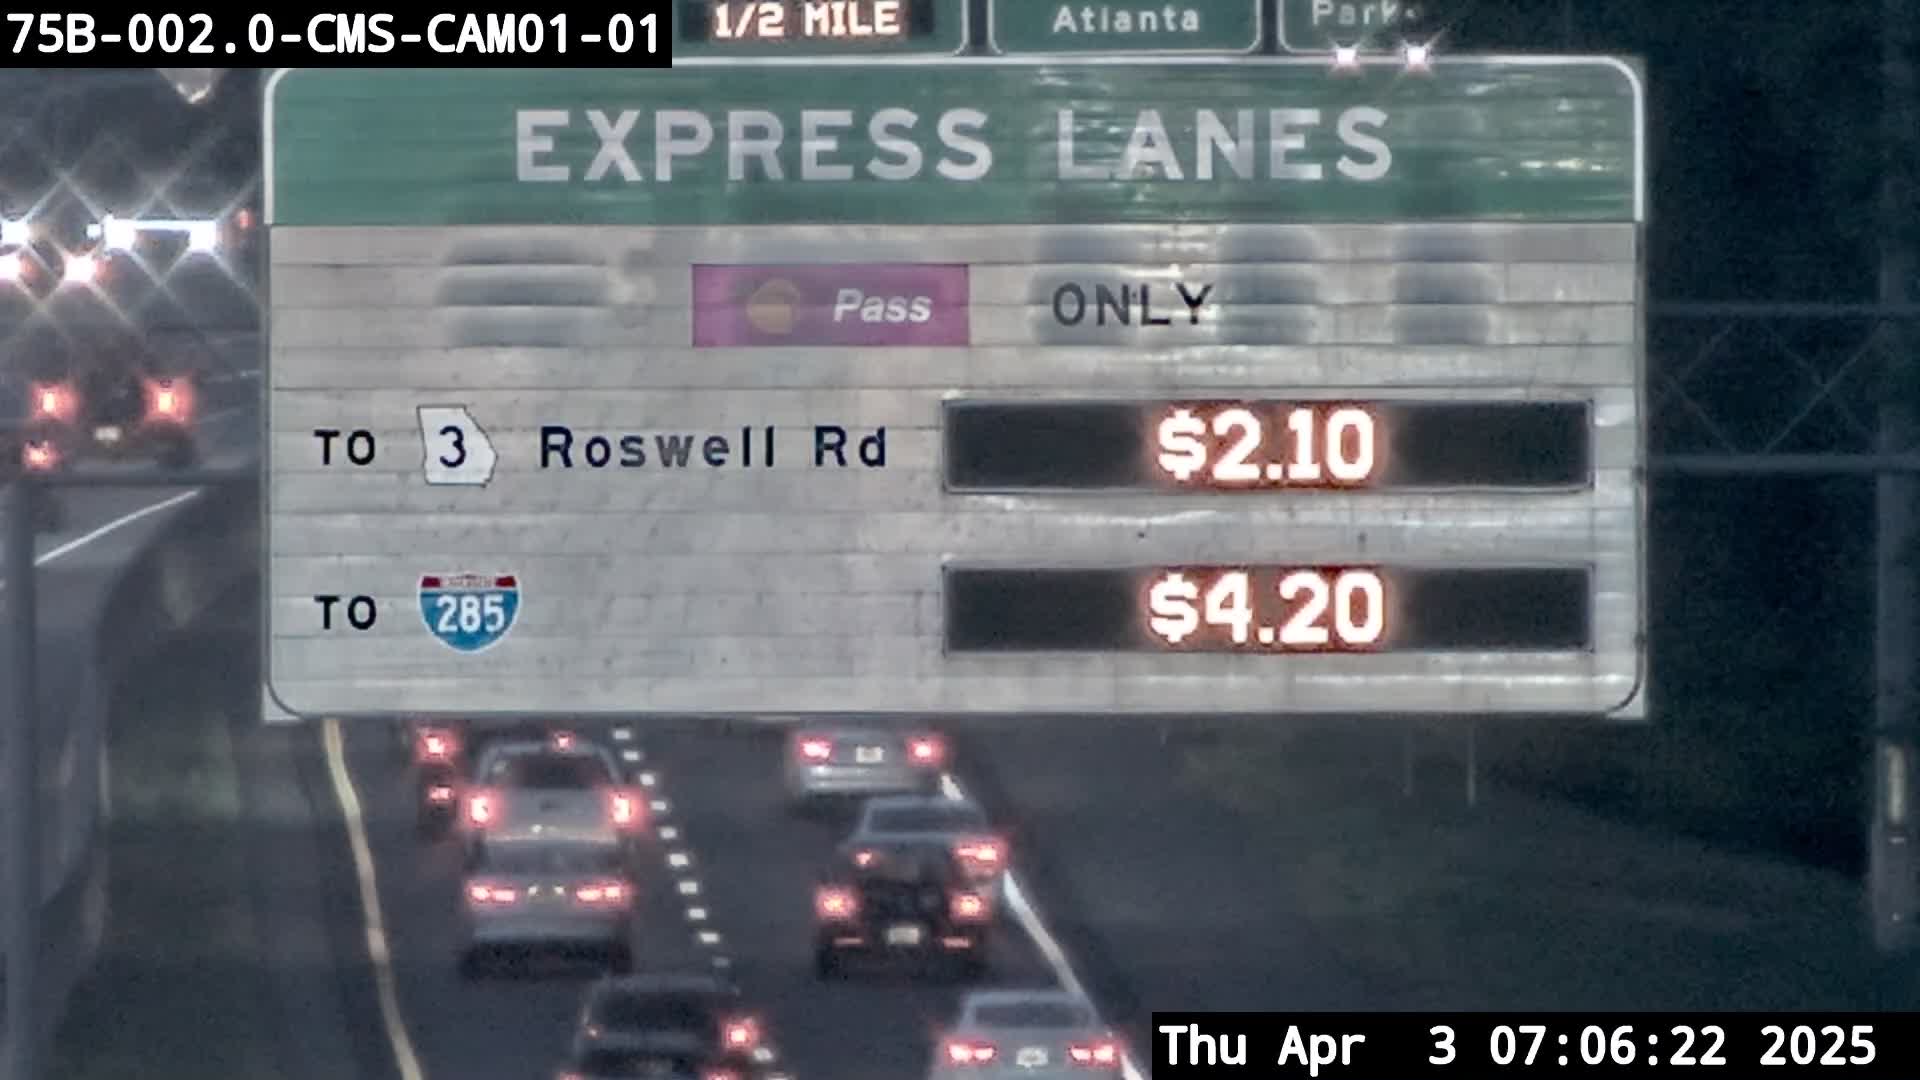 75B-002.0-CMS-CAM01-01
1/2 MILE
Atlanta
Park
EXPRESS LANES
Pass ONLY
TO 3 Roswell Rd $2.10
TO 285 $4.20
Thu Apr 3 07:06:22 2025